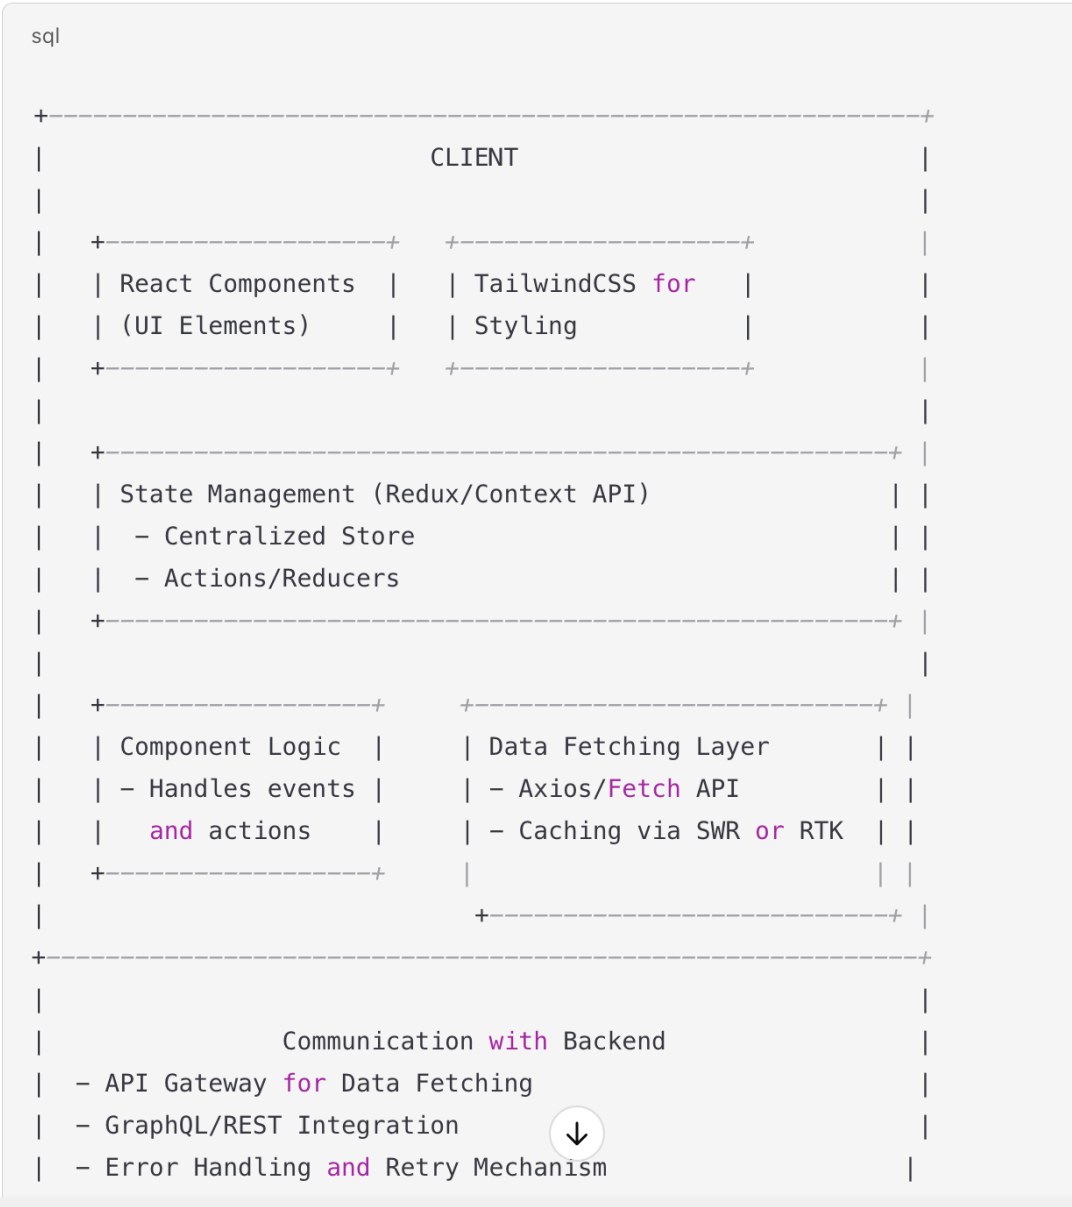 sql
CLIENT
React Components TailwindCSS for
(UI Elements) Styling
State Management (Redux/Context API)
- Centralized Store
- Actions/Reducers
Component Logic Data Fetching Layer
- Handles events - Axios/Fetch API
and actions - Caching via SWR or RTK
Communication with Backend
- API Gateway for Data Fetching
- GraphQL/REST Integration
- Error Handling and Retry Mechanism